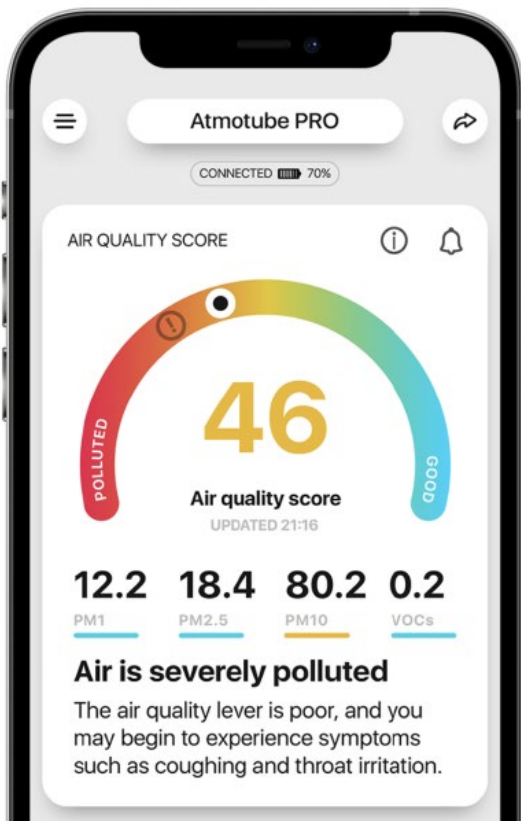 Atmotube PRO
CONNECTED 70%
AIR QUALITY SCORE
!
POLLUTED
46
GOOD
Air quality score
UPDATED 21:16
12.2 18.4 80.2 0.2
PM1 PM2.5 PM10 VOCs
Air is severely polluted
The air quality lever is poor, and you
may begin to experience symptoms
such as coughing and throat irritation.